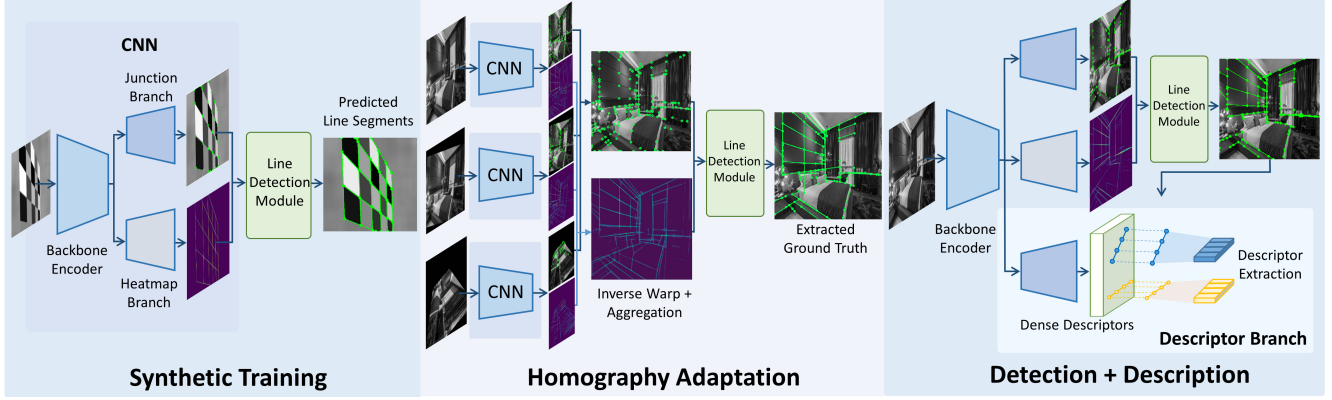 CNN
Junction
Branch
Backbone
Encoder
Heatmap
Branch
Line
Detection
Module
Predicted
Line Segments
Synthetic Training
CNN
CNN
CNN
Inverse Warp +
Aggregation
Line
Detection
Module
Extracted
Ground Truth
Homography Adaptation
Backbone
Encoder
Line
Detection
Module
Dense Descriptors
Descriptor
Extraction
Descriptor Branch
Detection + Description